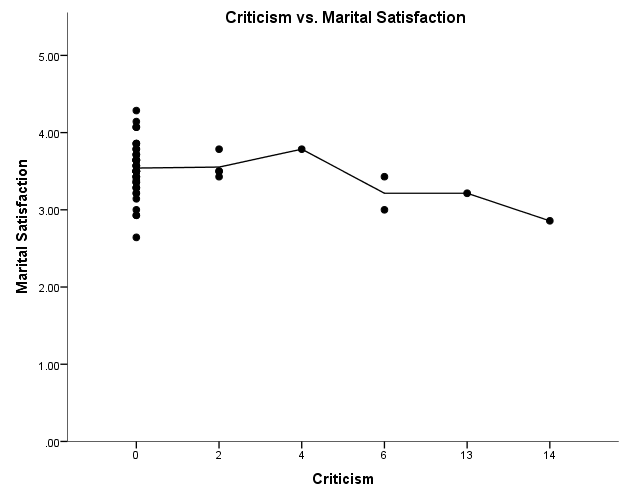 Criticism vs. Marital Satisfaction
5.00
4.00
3.00
2.00
1.00
.00
Marital Satisfaction
0 2 4 6 13 14
Criticism